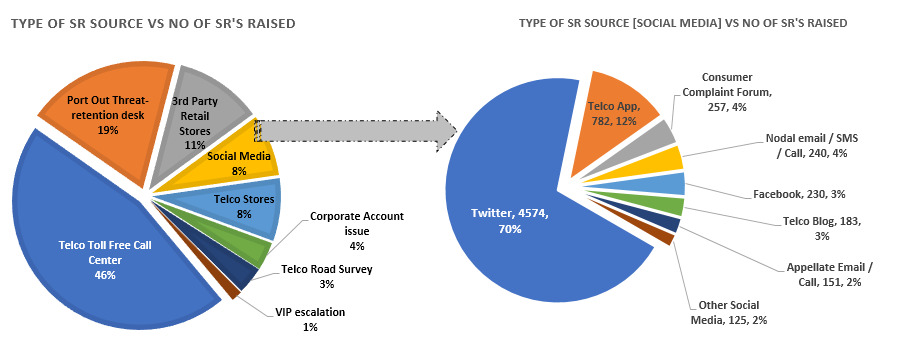 TYPE OF SR SOURCE VS NO OF SR'S RAISED
Port Out Threat-
retention desk
19%
3rd Party
Retail
Stores
11%
Social Media
8%
Telco Stores
8%
Corporate Account
issue
4%
Telco Road Survey
3%
VIP escalation
1%
Telco Toll Free Call
Center
46%
TYPE OF SR SOURCE [SOCIAL MEDIA] VS NO OF SR'S RAISED
Telco App,
782, 12%
Consumer
Complaint Forum,
257, 4%
Nodal email / SMS
/ Call, 240, 4%
Facebook, 230, 3%
Telco Blog, 183,
3%
Appellate Email /
Call, 151, 2%
Other Social
Media, 125, 2%
Twitter, 4574,
70%